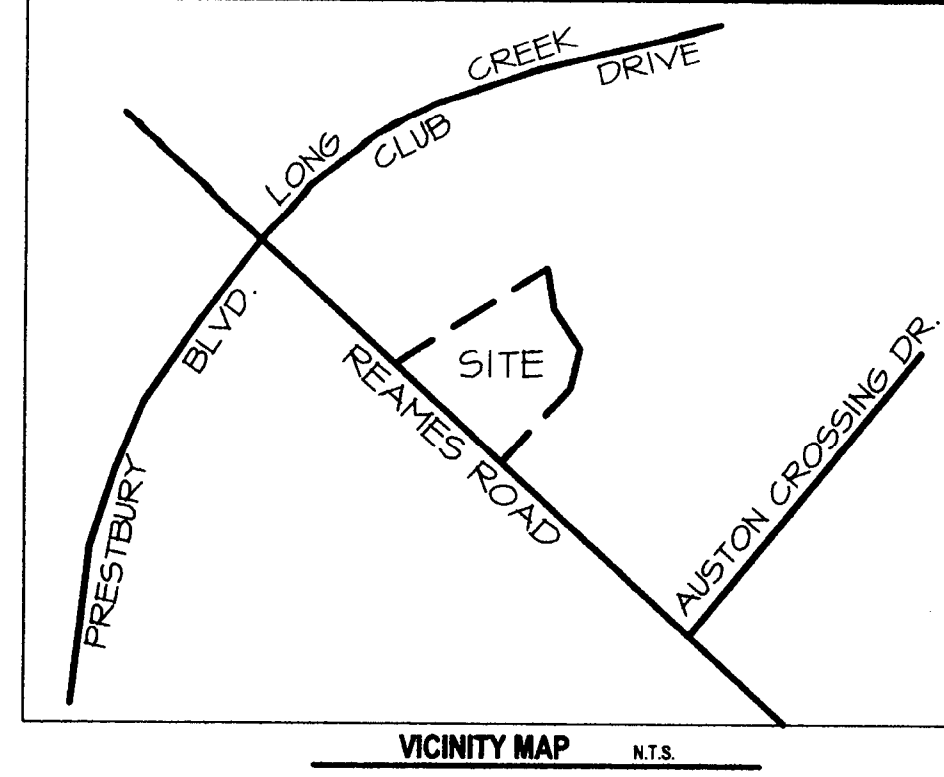 LONG CREEK
CLUB DRIVE
PRESTBURY BLVD.
SITE
REAMES ROAD
AUSTON CROSSING DR.
VICINITY MAP N.T.S.